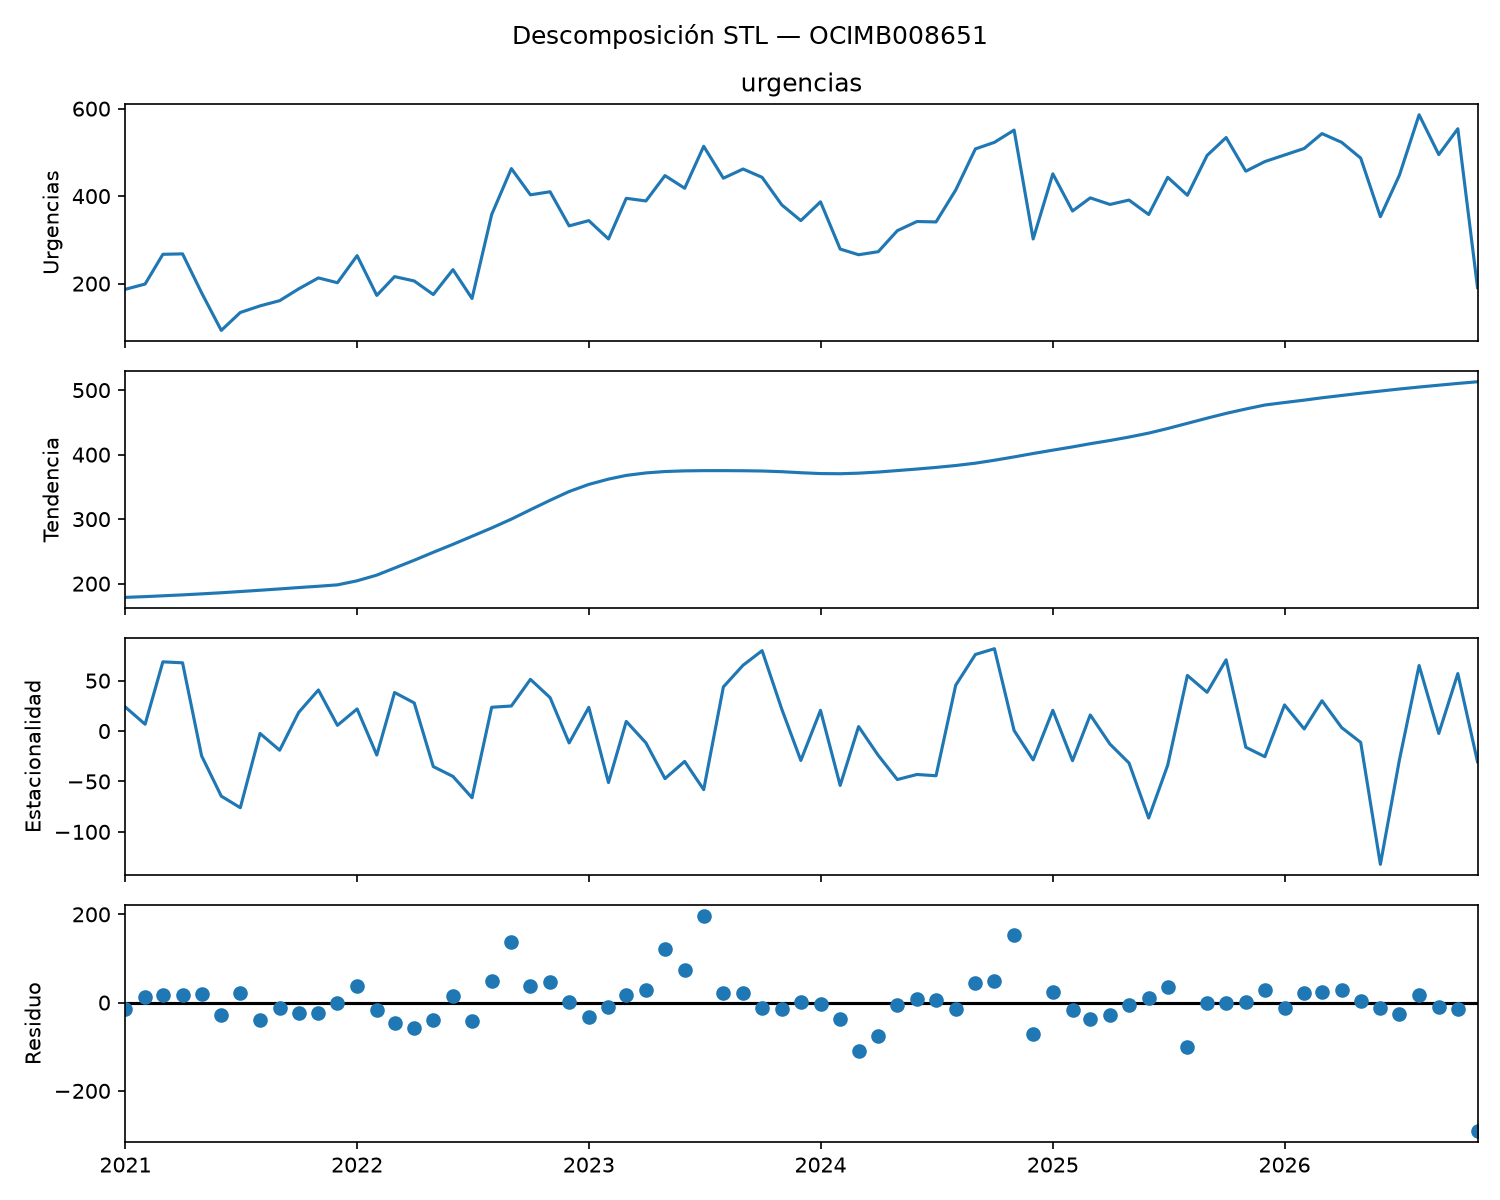 Descomposición STL — OCIMB008651
urgencias
Urgencias
600
400
200
Tendencia
500
400
300
200
Estacionalidad
50
0
−50
−100
Residuo
200
0
−200
2021 2022 2023 2024 2025 2026